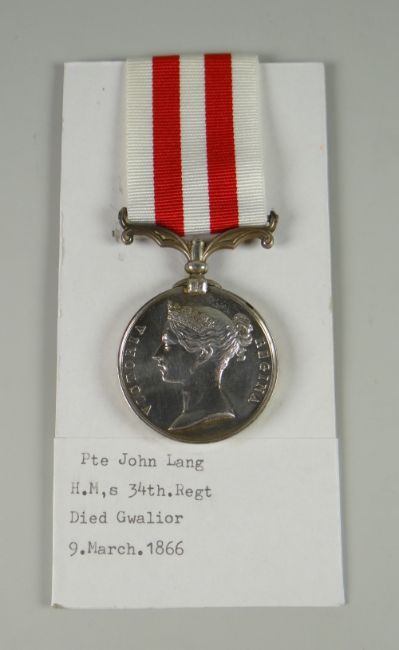 VICTORIA REGINA
Pte John Lang
H.M,s 34th.Regt
Died Gwalior
9.March.1866